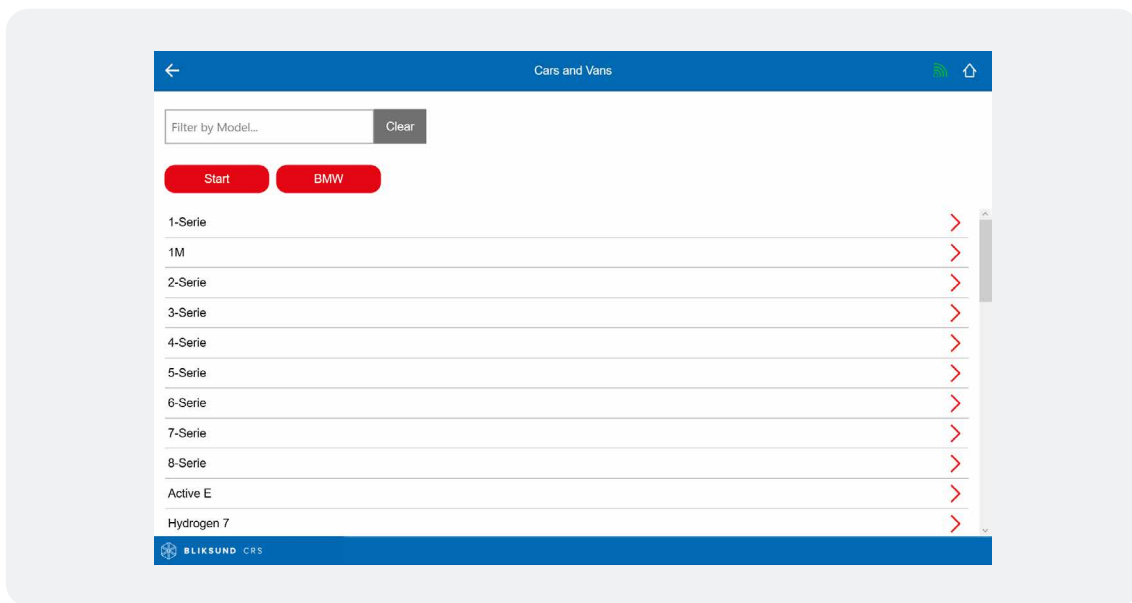 Cars and Vans
Filter by Model...
Clear
Start
BMW
1-Serie
1M
2-Serie
3-Serie
4-Serie
5-Serie
6-Serie
7-Serie
8-Serie
Active E
Hydrogen 7
BLIKSUND CRS